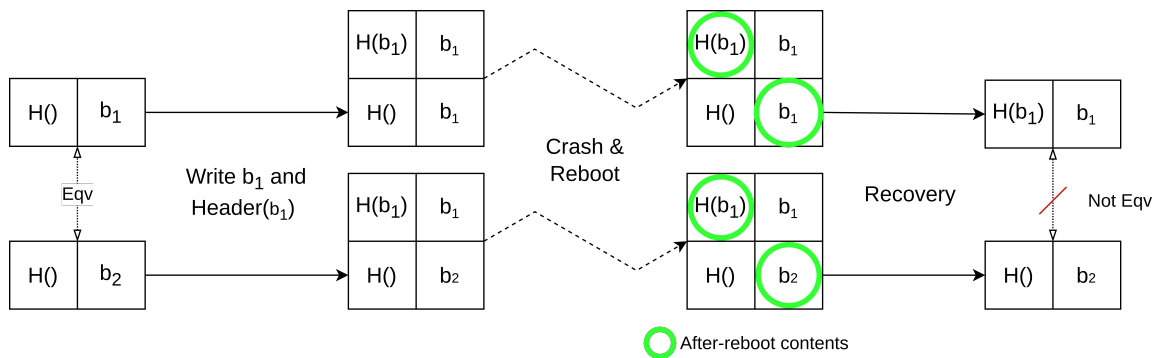 H(b₁) b₁
H(b₁) b₁
H() b₁
H() b₁
H() b₁
H(b₁) b₁
Crash &
Reboot
Write b₁ and
Header(b₁)
Eqv
Recovery
Not Eqv
H(b₁) b₁
H(b₁) b₁
H() b₂
H() b₂
H() b₂
H() b₂
After-reboot contents